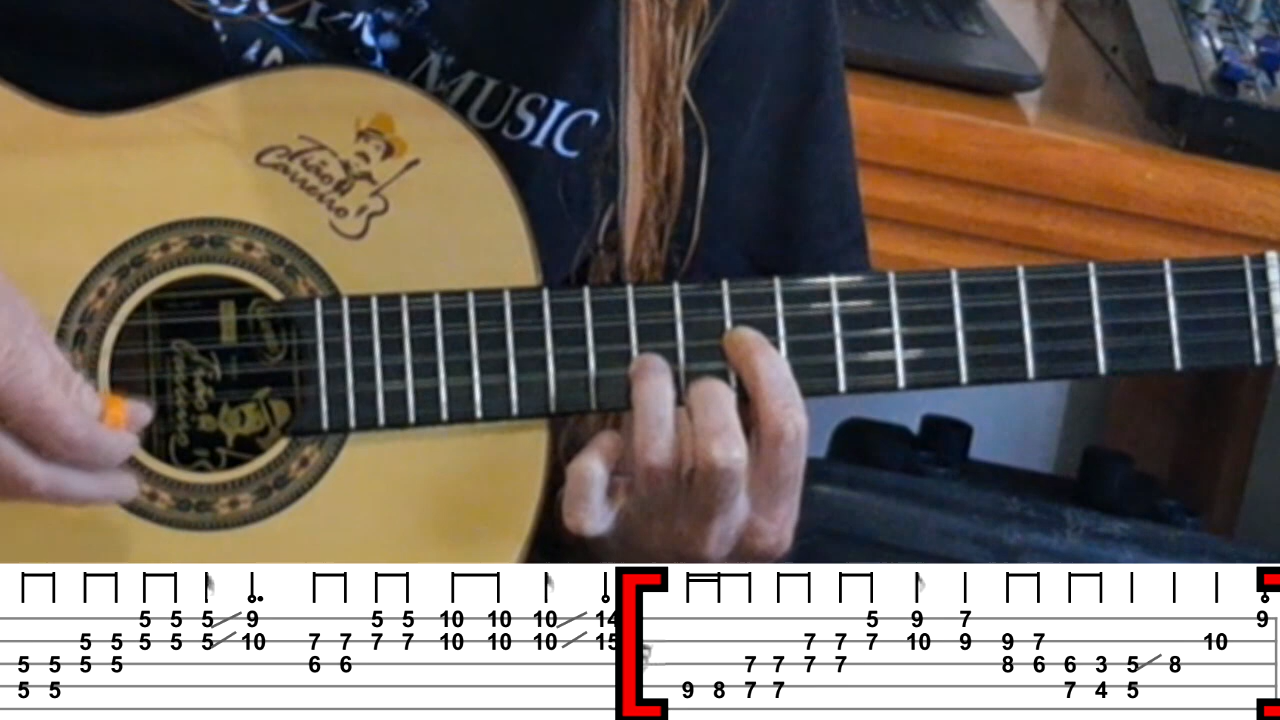 MUSIC
Tião
Carreiro
5 5 5 9 5 5 10 10 10 14 5 9 7 9
5 5 5 5 5 10 7 7 7 7 10 10 10 15 7 7 7 10 9 9 7 10
5 5 5 5 6 6 7 7 7 7 8 6 6 3 5 8
5 5 9 8 7 7 7 4 5